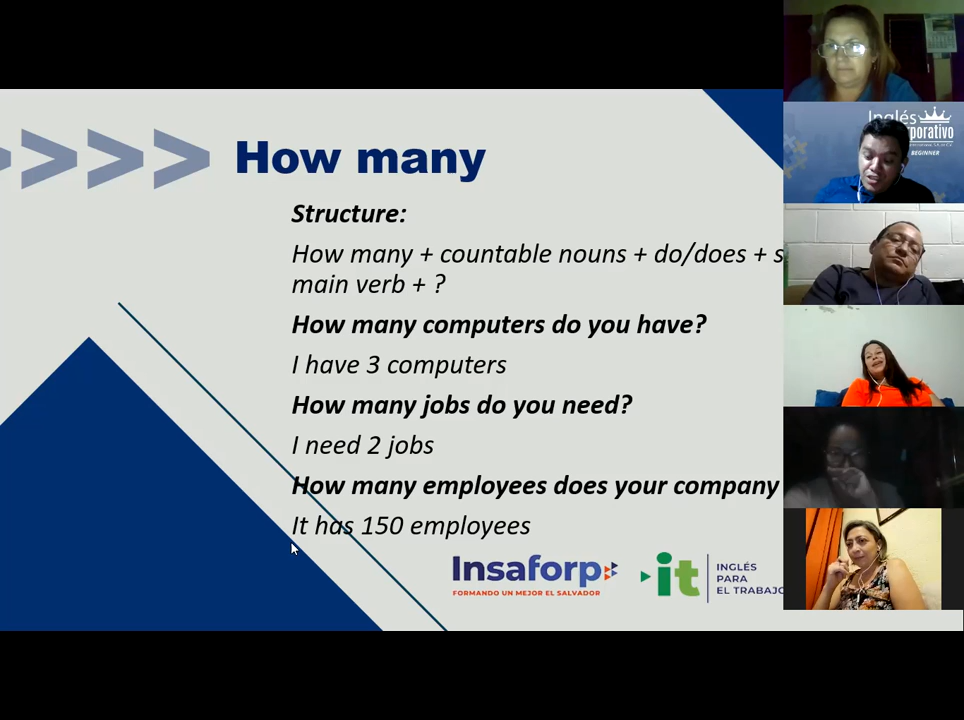 How many
Structure:
How many + countable nouns + do/does +
main verb + ?
How many computers do you have?
I have 3 computers
How many jobs do you need?
I need 2 jobs
How many employees does your company
It has 150 employees
Insaforp
FORMANDO UN MEJOR EL SALVADOR
it
INGLÉS
PARA
EL TRABAJO
Inglés
BEGINNER